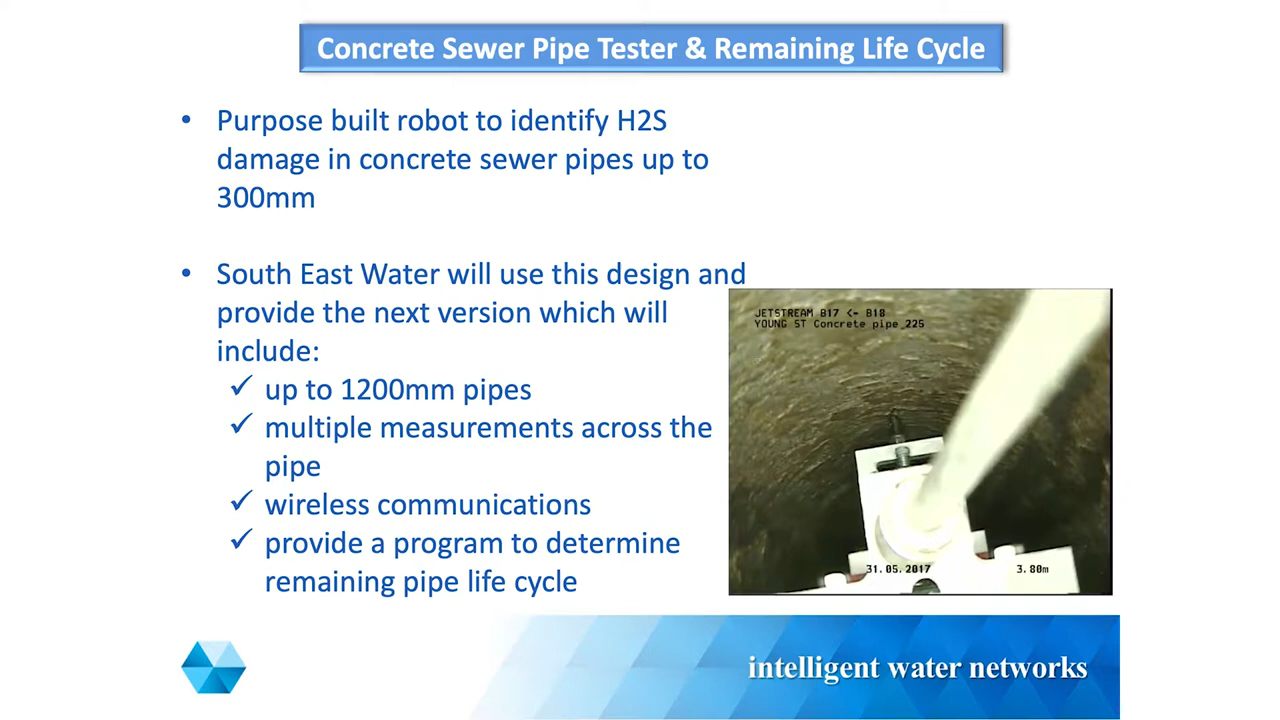 Concrete Sewer Pipe Tester & Remaining Life Cycle
• Purpose built robot to identify H2S
damage in concrete sewer pipes up to
300mm
• South East Water will use this design and
provide the next version which will
include:
✓ up to 1200mm pipes
✓ multiple measurements across the
pipe
✓ wireless communications
✓ provide a program to determine
remaining pipe life cycle
JETSTREAM B17 <- B18
YOUNG ST Concrete pipe 225
31.05.2017 3.80m
intelligent water networks